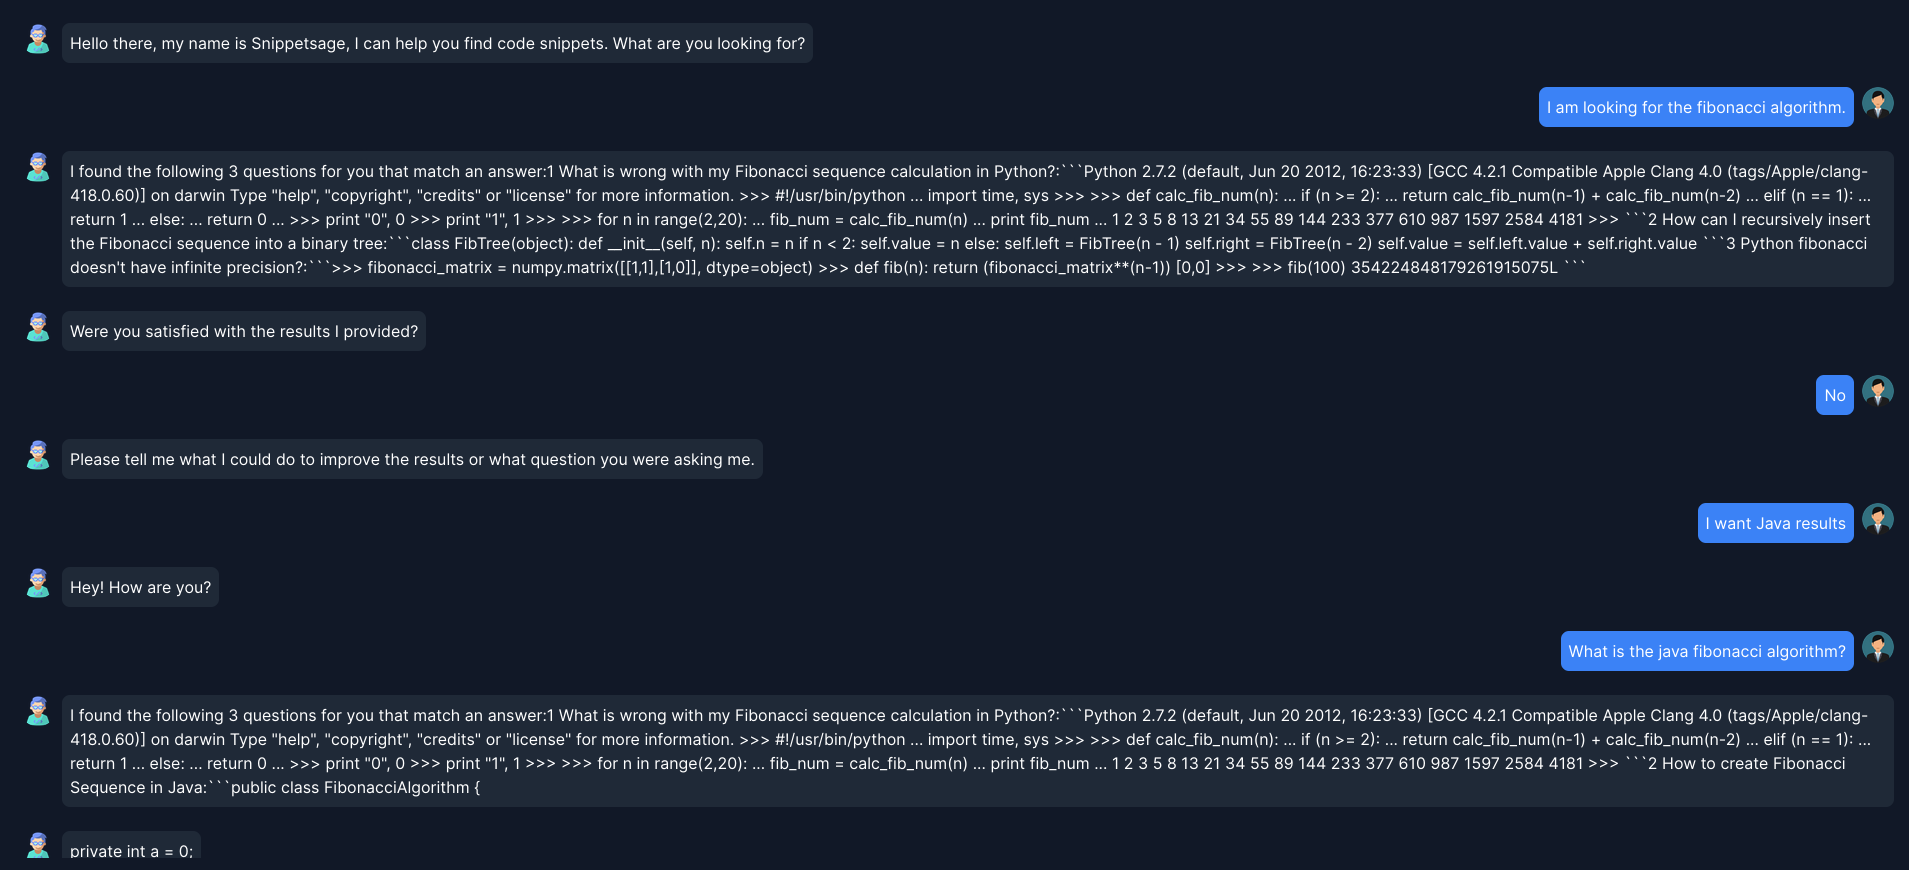 Hello there, my name is Snippetsage, I can help you find code snippets. What are you looking for?
I am looking for the fibonacci algorithm.
I found the following 3 questions for you that match an answer:1 What is wrong with my Fibonacci sequence calculation in Python?:```Python 2.7.2 (default, Jun 20 2012, 16:23:33) [GCC 4.2.1 Compatible Apple Clang 4.0 (tags/Apple/clang-
418.0.60)] on darwin Type "help", "copyright", "credits" or "license" for more information. >>> #!/usr/bin/python ... import time, sys >>> >>> def calc_fib_num(n): ... if (n >= 2): ... return calc_fib_num(n-1) + calc_fib_num(n-2) ... elif (n == 1): ...
return 1 ... else: ... return 0 ... >>> print "0", 0 >>> print "1", 1 >>> >>> for n in range(2,20): ... fib_num = calc_fib_num(n) ... print fib_num ... 1 2 3 5 8 13 21 34 55 89 144 233 377 610 987 1597 2584 4181 >>> ```2 How can I recursively insert
the Fibonacci sequence into a binary tree:```class FibTree(object): def __init__(self, n): self.n = n if n < 2: self.value = n else: self.left = FibTree(n - 1) self.right = FibTree(n - 2) self.value = self.left.value + self.right.value ```3 Python fibonacci
doesn't have infinite precision?:```>>> fibonacci_matrix = numpy.matrix([[1,1],[1,0]], dtype=object) >>> def fib(n): return (fibonacci_matrix**(n-1)) [0,0] >>> >>> fib(100) 354224848179261915075L ```
Were you satisfied with the results I provided?
No
Please tell me what I could do to improve the results or what question you were asking me.
I want Java results
Hey! How are you?
What is the java fibonacci algorithm?
I found the following 3 questions for you that match an answer:1 What is wrong with my Fibonacci sequence calculation in Python?:```Python 2.7.2 (default, Jun 20 2012, 16:23:33) [GCC 4.2.1 Compatible Apple Clang 4.0 (tags/Apple/clang-
418.0.60)] on darwin Type "help", "copyright", "credits" or "license" for more information. >>> #!/usr/bin/python ... import time, sys >>> >>> def calc_fib_num(n): ... if (n >= 2): ... return calc_fib_num(n-1) + calc_fib_num(n-2) ... elif (n == 1): ...
return 1 ... else: ... return 0 ... >>> print "0", 0 >>> print "1", 1 >>> >>> for n in range(2,20): ... fib_num = calc_fib_num(n) ... print fib_num ... 1 2 3 5 8 13 21 34 55 89 144 233 377 610 987 1597 2584 4181 >>> ```2 How to create Fibonacci
Sequence in Java:```public class FibonacciAlgorithm {
private int a = 0;